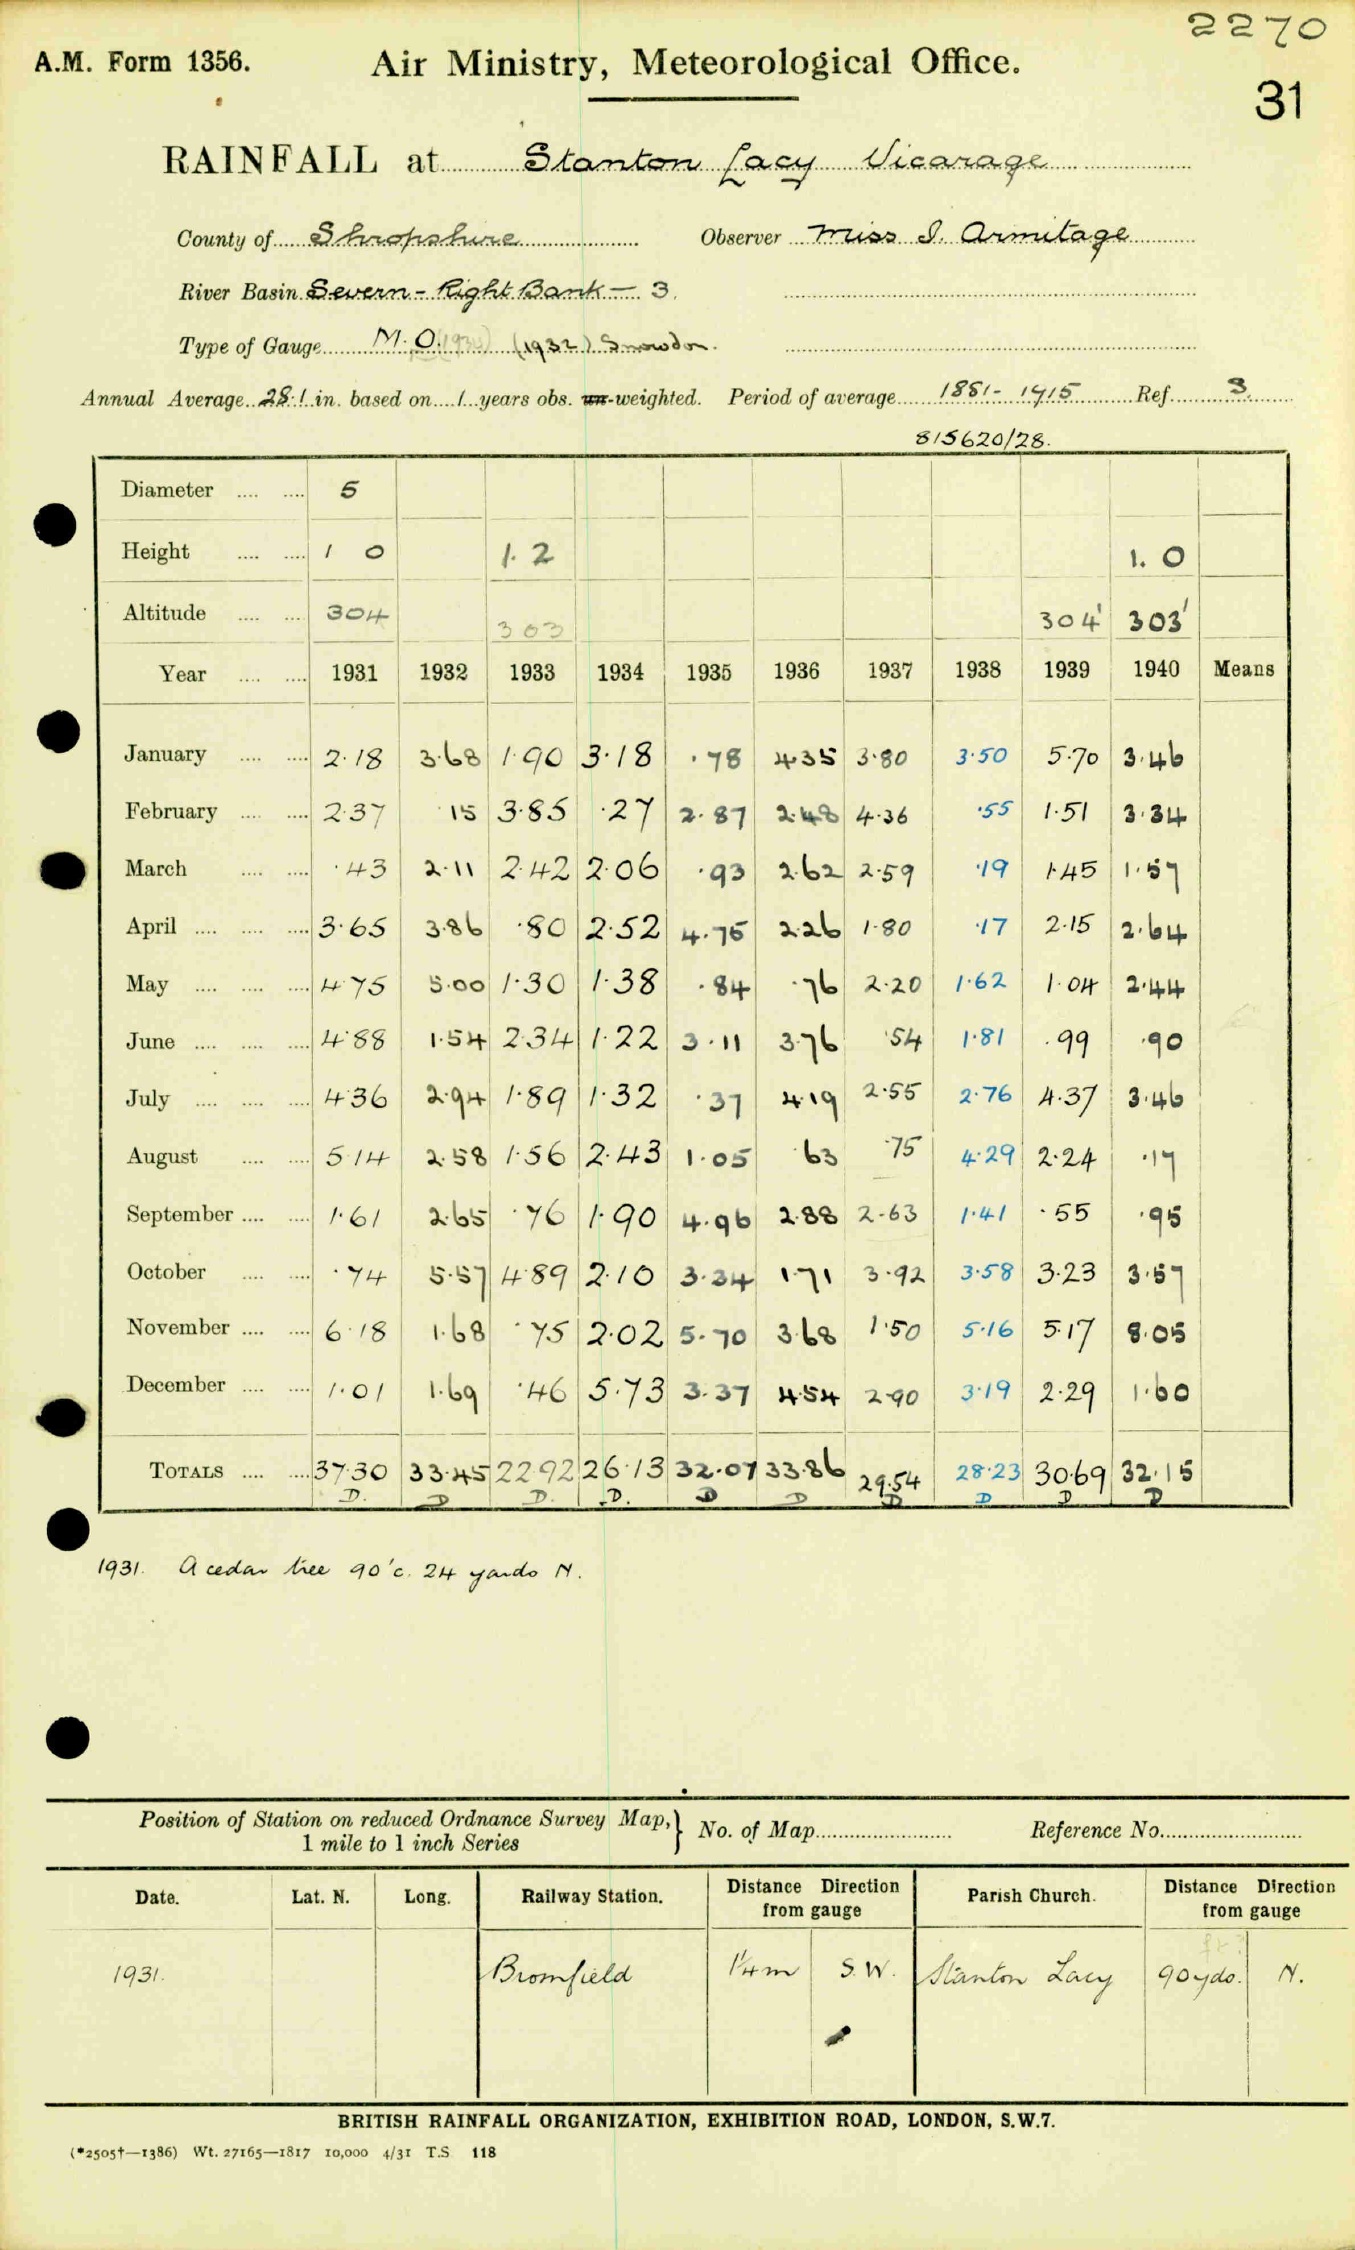 2270
A.M. Form 1356. Air Ministry, Meteorological Office.
31
RAINFALL at Stanton Lacy Vicarage
County of Shropshire Observer Miss I. Armitage
River Basin Severn - Right Bank - 3.
Type of Gauge M.O. (1932) Snowdon.
Annual Average 28.1 in. based on 1 years obs. un-weighted. Period of average 1881-1915 Ref. 3.
815620/28.
Diameter .... .... 5
Height .... .... 1 0 1.2 1.0
Altitude .... .... 304 303 304' 303'
Year .... .... 1931 1932 1933 1934 1935 1936 1937 1938 1939 1940 Means
January .... .... 2.18 3.68 1.90 3.18 .78 4.35 3.80 3.50 5.70 3.46
February .... .... 2.37 .15 3.85 .27 2.87 2.48 4.36 .55 1.51 3.34
March .... .... .43 2.11 2.42 2.06 .93 2.62 2.59 .19 1.45 1.57
April .... .... .... 3.65 3.86 .80 2.52 4.75 2.26 1.80 .17 2.15 2.64
May .... .... .... 4.75 5.00 1.30 1.38 .84 .76 2.20 1.62 1.04 2.44
June .... .... .... 4.88 1.54 2.34 1.22 3.11 3.76 .54 1.81 .99 .90
July .... .... .... 4.36 2.94 1.89 1.32 .37 4.19 2.55 2.76 4.37 3.46
August .... .... 5.14 2.58 1.56 2.43 1.05 .63 .75 4.29 2.24 .17
September .... .... 1.61 2.65 .76 1.90 4.96 2.88 2.63 1.41 .55 .95
October .... .... .74 5.57 4.89 2.10 3.34 1.71 3.92 3.58 3.23 3.57
November .... .... 6.18 1.68 .75 2.02 5.70 3.68 1.50 5.16 5.17 8.05
December .... .... 1.01 1.69 .46 5.73 3.37 4.54 2.90 3.19 2.29 1.60
TOTALS .... .... 37.30 33.45 22.92 26.13 32.07 33.86 29.54 28.23 30.69 32.15
D. D D. D. D D D D D D
1931. A cedar tree 90'c. 24 yards N.
Position of Station on reduced Ordnance Survey Map,} No. of Map Reference No.
1 mile to 1 inch Series
Date. Lat. N. Long. Railway Station. Distance Direction from gauge Parish Church. Distance Direction from gauge
1931. Bromfield 1¼m S.W. Stanton Lacy 90yds. N.
BRITISH RAINFALL ORGANIZATION, EXHIBITION ROAD, LONDON, S.W.7.
(*2505†—1386) Wt. 27165—1817 10,000 4/31 T.S 118